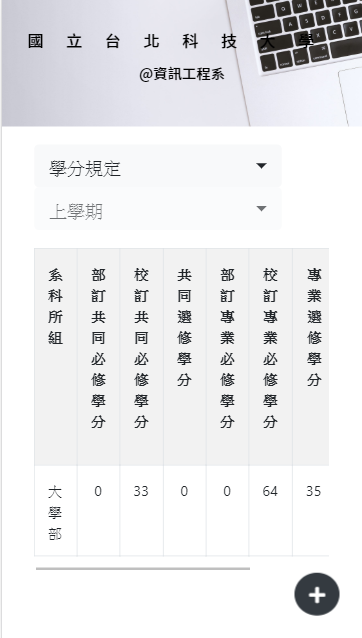 國立台北科技大學
@資訊工程系
學分規定
上學期
系科所組 部訂共同必修學分 校訂共同必修學分 共同選修學分 部訂專業必修學分 校訂專業必修學分 專業選修學分
大學部 0 33 0 0 64 35